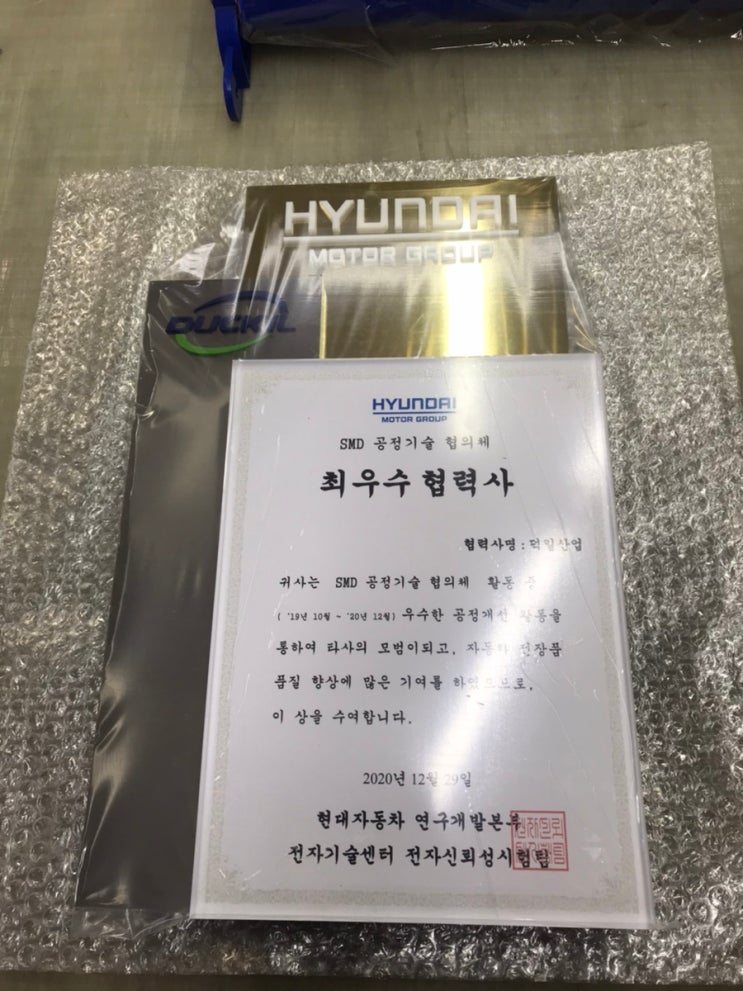 HYUNDAI
MOTOR GROUP
DUCKIL
HYUNDAI
MOTOR GROUP
SMD 공정기술 협의체
최우수 협력사
협력사명 : 덕일산업
귀사는 SMD 공정기술 협의체 활동 중
( '19년 10월 ~ '20년 12월) 우수한 공정개선 활동을
통하여 타사의 모범이되고, 자동차 전장품
품질 향상에 많은 기여를 하였으므로,
이 상을 수여합니다.
2020년 12월 29일
현대자동차 연구개발본부
전자기술센터 전자신뢰성시험팀